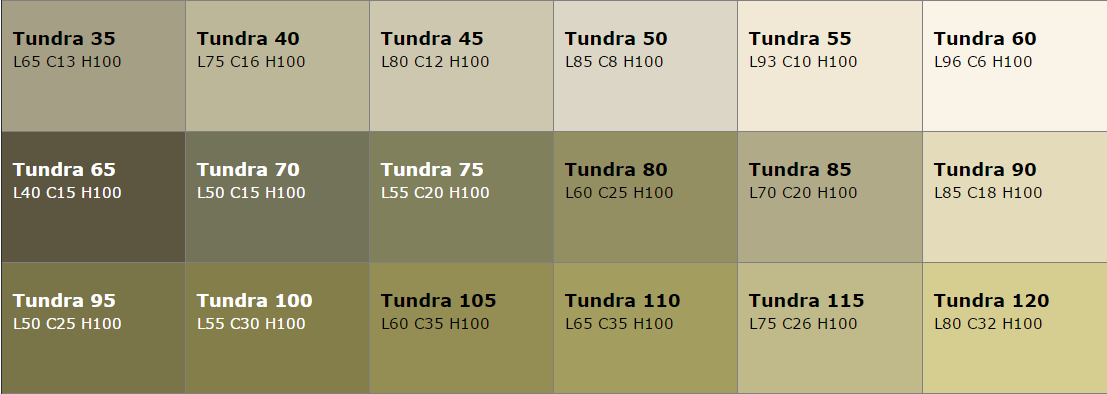 Tundra 35
L65 C13 H100
Tundra 40
L75 C16 H100
Tundra 45
L80 C12 H100
Tundra 50
L85 C8 H100
Tundra 55
L93 C10 H100
Tundra 60
L96 C6 H100
Tundra 65
L40 C15 H100
Tundra 70
L50 C15 H100
Tundra 75
L55 C20 H100
Tundra 80
L60 C25 H100
Tundra 85
L70 C20 H100
Tundra 90
L85 C18 H100
Tundra 95
L50 C25 H100
Tundra 100
L55 C30 H100
Tundra 105
L60 C35 H100
Tundra 110
L65 C35 H100
Tundra 115
L75 C26 H100
Tundra 120
L80 C32 H100